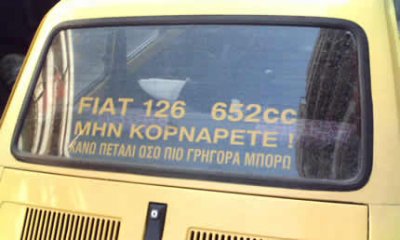 FIAT 126 652cc
ΜΗΝ ΚΟΡΝΑΡΕΤΕ !
ΚΑΝΩ ΠΕΤΑΛΙ ΟΣΟ ΠΙΟ ΓΡΗΓΟΡΑ ΜΠΟΡΩ